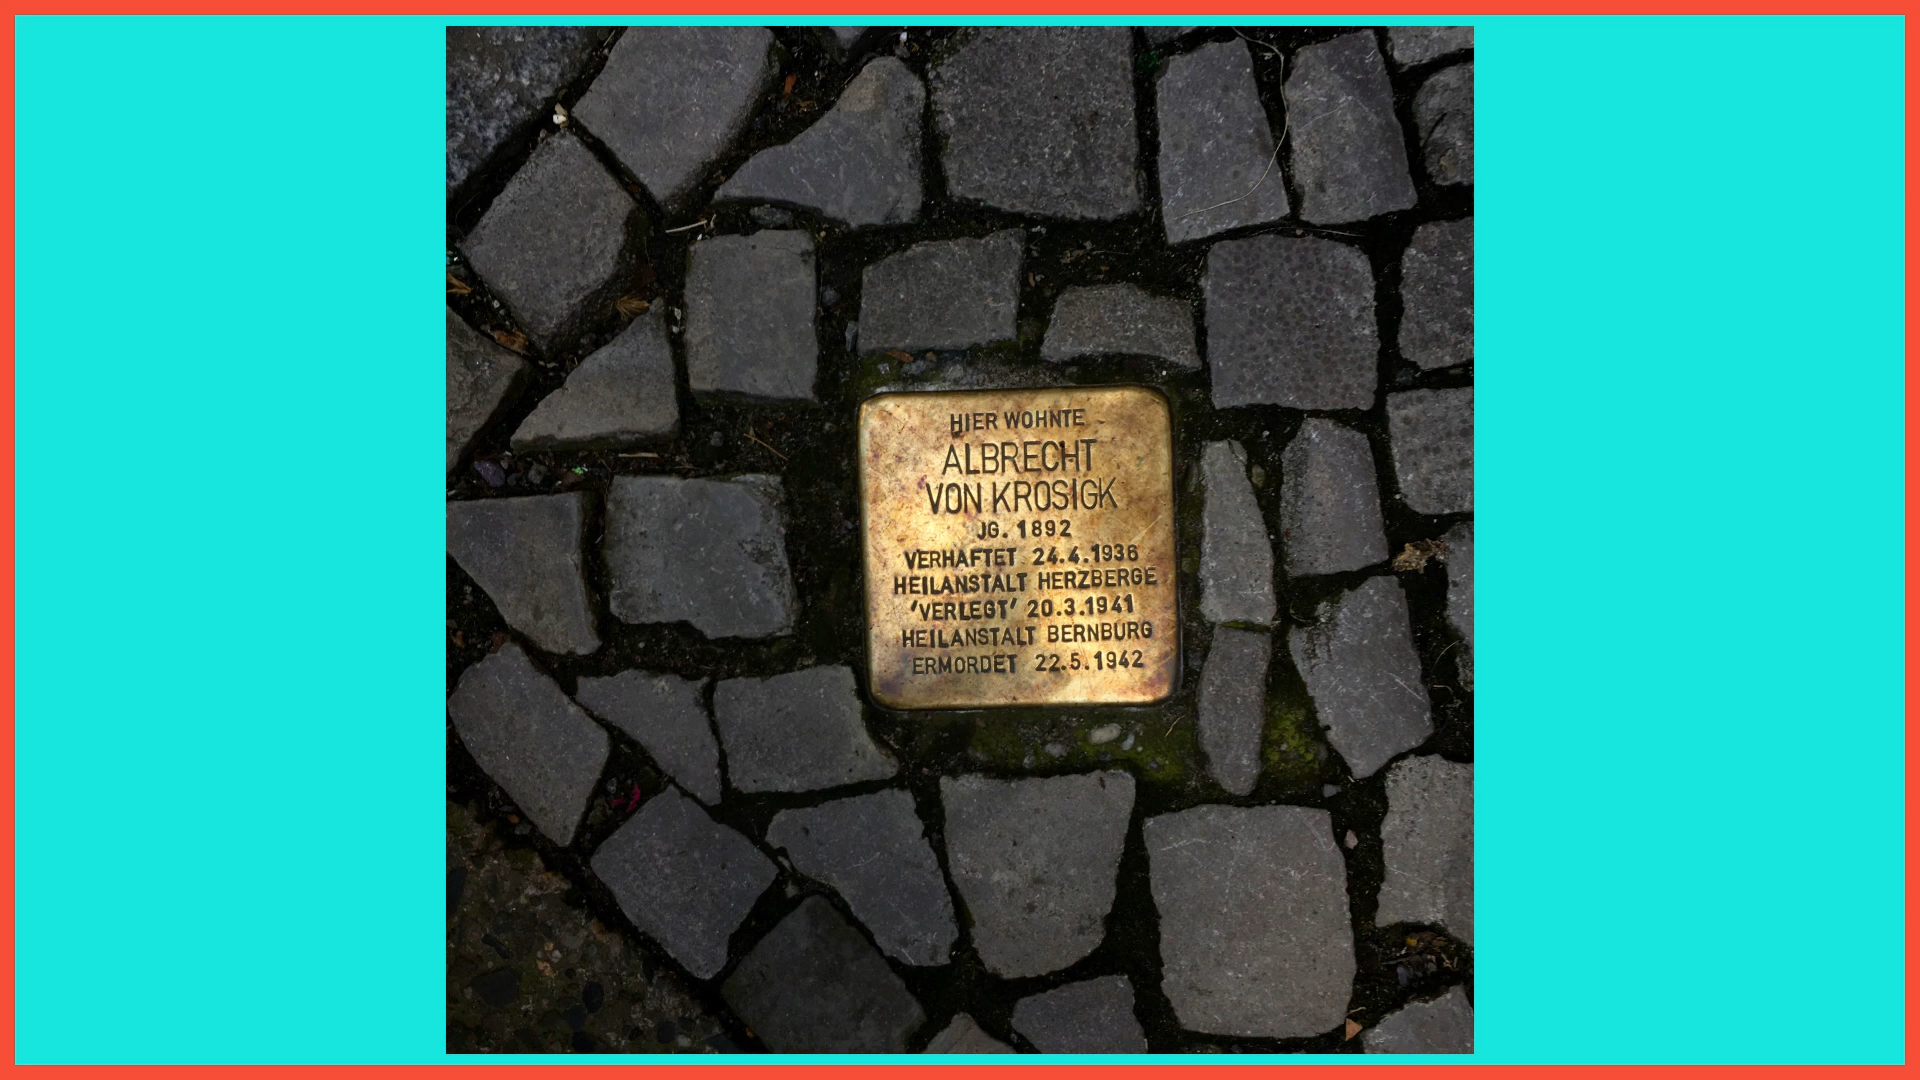 HIER WOHNTE
ALBRECHT
VON KROSIGK
JG. 1892
VERHAFTET 24.4.1936
HEILANSTALT HERZBERGE
'VERLEGT' 20.3.1941
HEILANSTALT BERNBURG
ERMORDET 22.5.1942